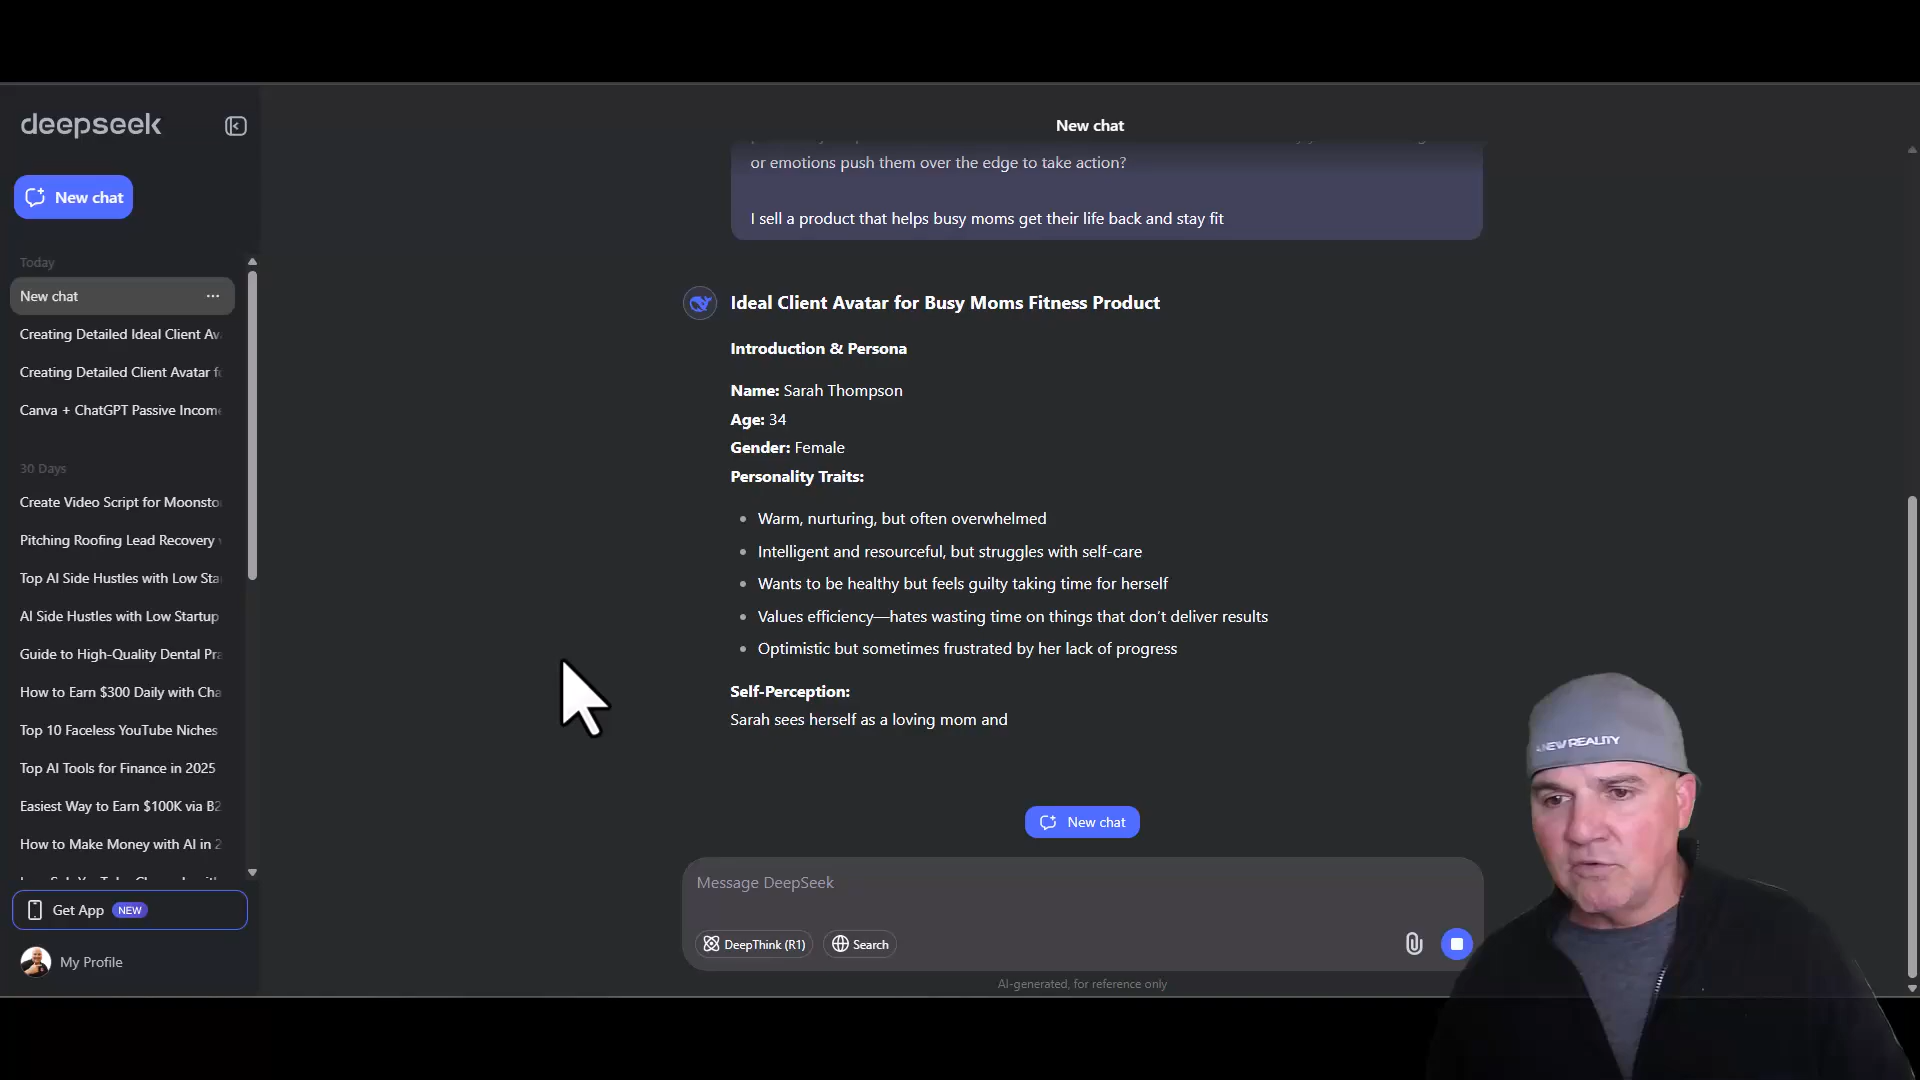 deepseek
New chat
Today
New chat
Creating Detailed Ideal Client Av
Creating Detailed Client Avatar fo
Canva + ChatGPT Passive Income
30 Days
Create Video Script for Moonsto
Pitching Roofing Lead Recovery
Top AI Side Hustles with Low Sta
AI Side Hustles with Low Startup
Guide to High-Quality Dental Pra
How to Earn $300 Daily with Cha
Top 10 Faceless YouTube Niches
Top AI Tools for Finance in 2025
Easiest Way to Earn $100K via B2
How to Make Money with AI in 2
Get App NEW
My Profile
New chat
or emotions push them over the edge to take action?
I sell a product that helps busy moms get their life back and stay fit
Ideal Client Avatar for Busy Moms Fitness Product
Introduction & Persona
Name: Sarah Thompson
Age: 34
Gender: Female
Personality Traits:
• Warm, nurturing, but often overwhelmed
• Intelligent and resourceful, but struggles with self-care
• Wants to be healthy but feels guilty taking time for herself
• Values efficiency—hates wasting time on things that don't deliver results
• Optimistic but sometimes frustrated by her lack of progress
Self-Perception:
Sarah sees herself as a loving mom and
New chat
Message DeepSeek
DeepThink (R1) Search
AI-generated, for reference only
NEW REALITY